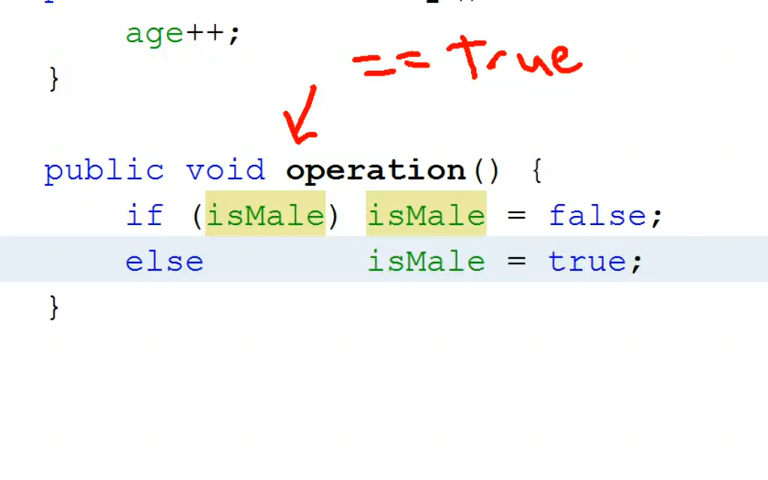 age++;
== True
}
public void operation() {
if (isMale) isMale = false;
else isMale = true;
}